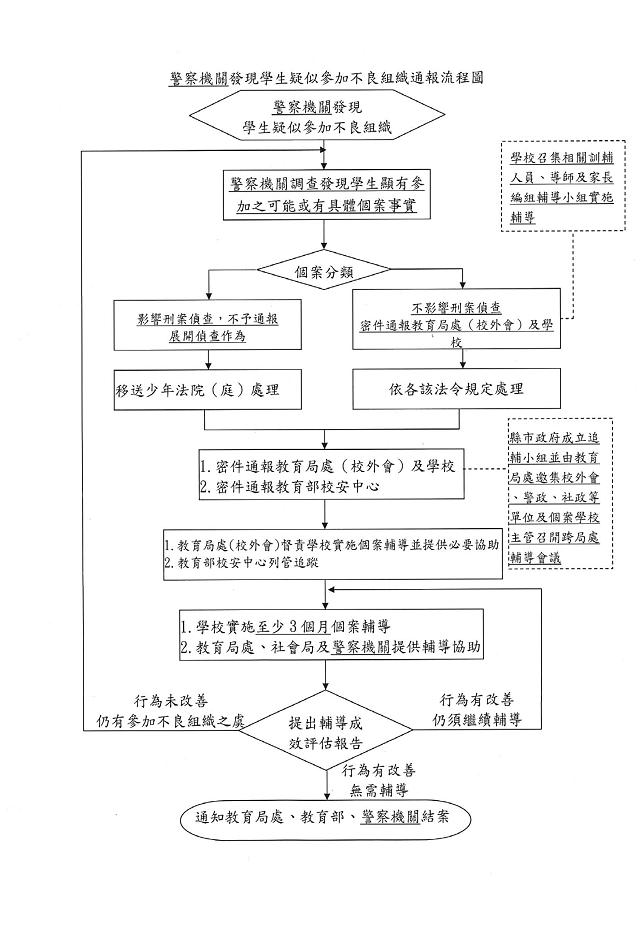 警察機關發現學生疑似參加不良組織通報流程圖
警察機關發現
學生疑似參加不良組織
學校召集相關訓輔
人員、導師及家長
編組輔導小組實施
輔導
警察機關調查發現學生顯有參
加之可能或有具體個案事實
個案分類
影響刑案偵查，不予通報
展開偵查作為
不影響刑案偵查
密件通報教育局處（校外會）及學
校
移送少年法院（庭）處理
依各該法令規定處理
縣市政府成立追
輔小組並由教育
局處邀集校外會
、警政、社政等
單位及個案學校
主管召開跨局處
輔導會議
1.密件通報教育局處（校外會）及學校
2.密件通報教育部校安中心
1.教育局處(校外會)督責學校實施個案輔導並提供必要協助
2.教育部校安中心列管追蹤
1.學校實施至少3個月個案輔導
2.教育局處、社會局及警察機關提供輔導協助
行為未改善
仍有參加不良組織之處
提出輔導成
效評估報告
行為有改善
仍須繼續輔導
行為有改善
無需輔導
通知教育局處、教育部、警察機關結案